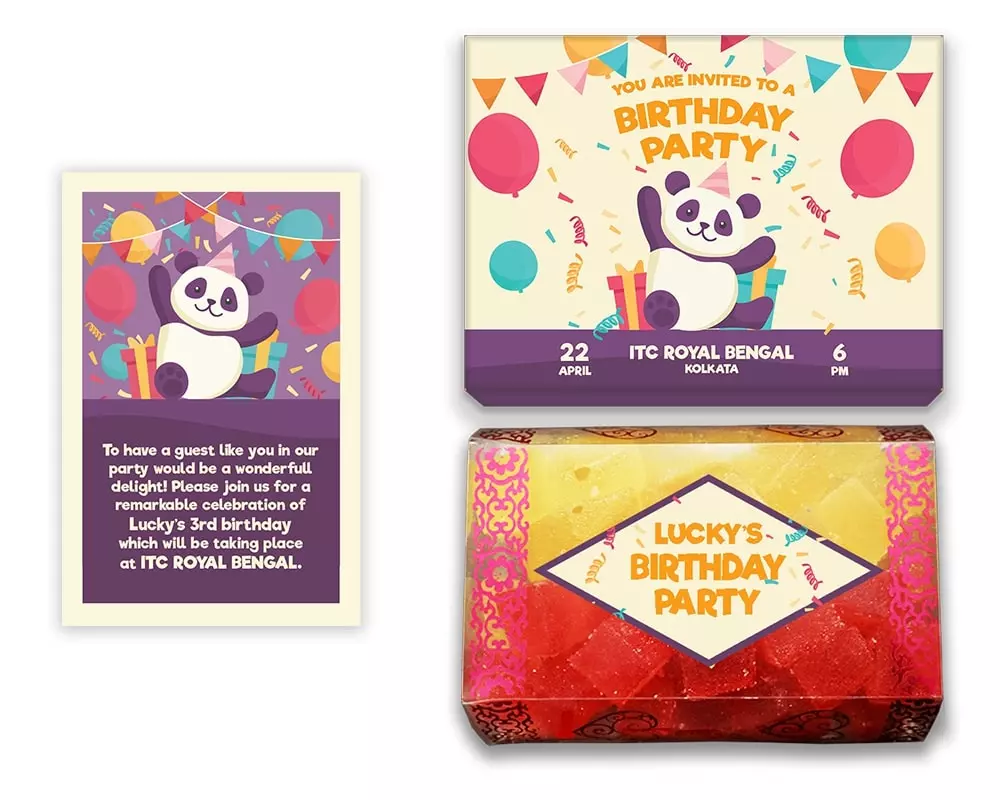 To have a guest like you in our
party would be a wonderfull
delight! Please join us for a
remarkable celebration of
Lucky's 3rd birthday
which will be taking place
at ITC ROYAL BENGAL.
YOU ARE INVITED TO A
BIRTHDAY
PARTY
22
APRIL
ITC ROYAL BENGAL
KOLKATA
6
PM
LUCKY'S
BIRTHDAY
PARTY